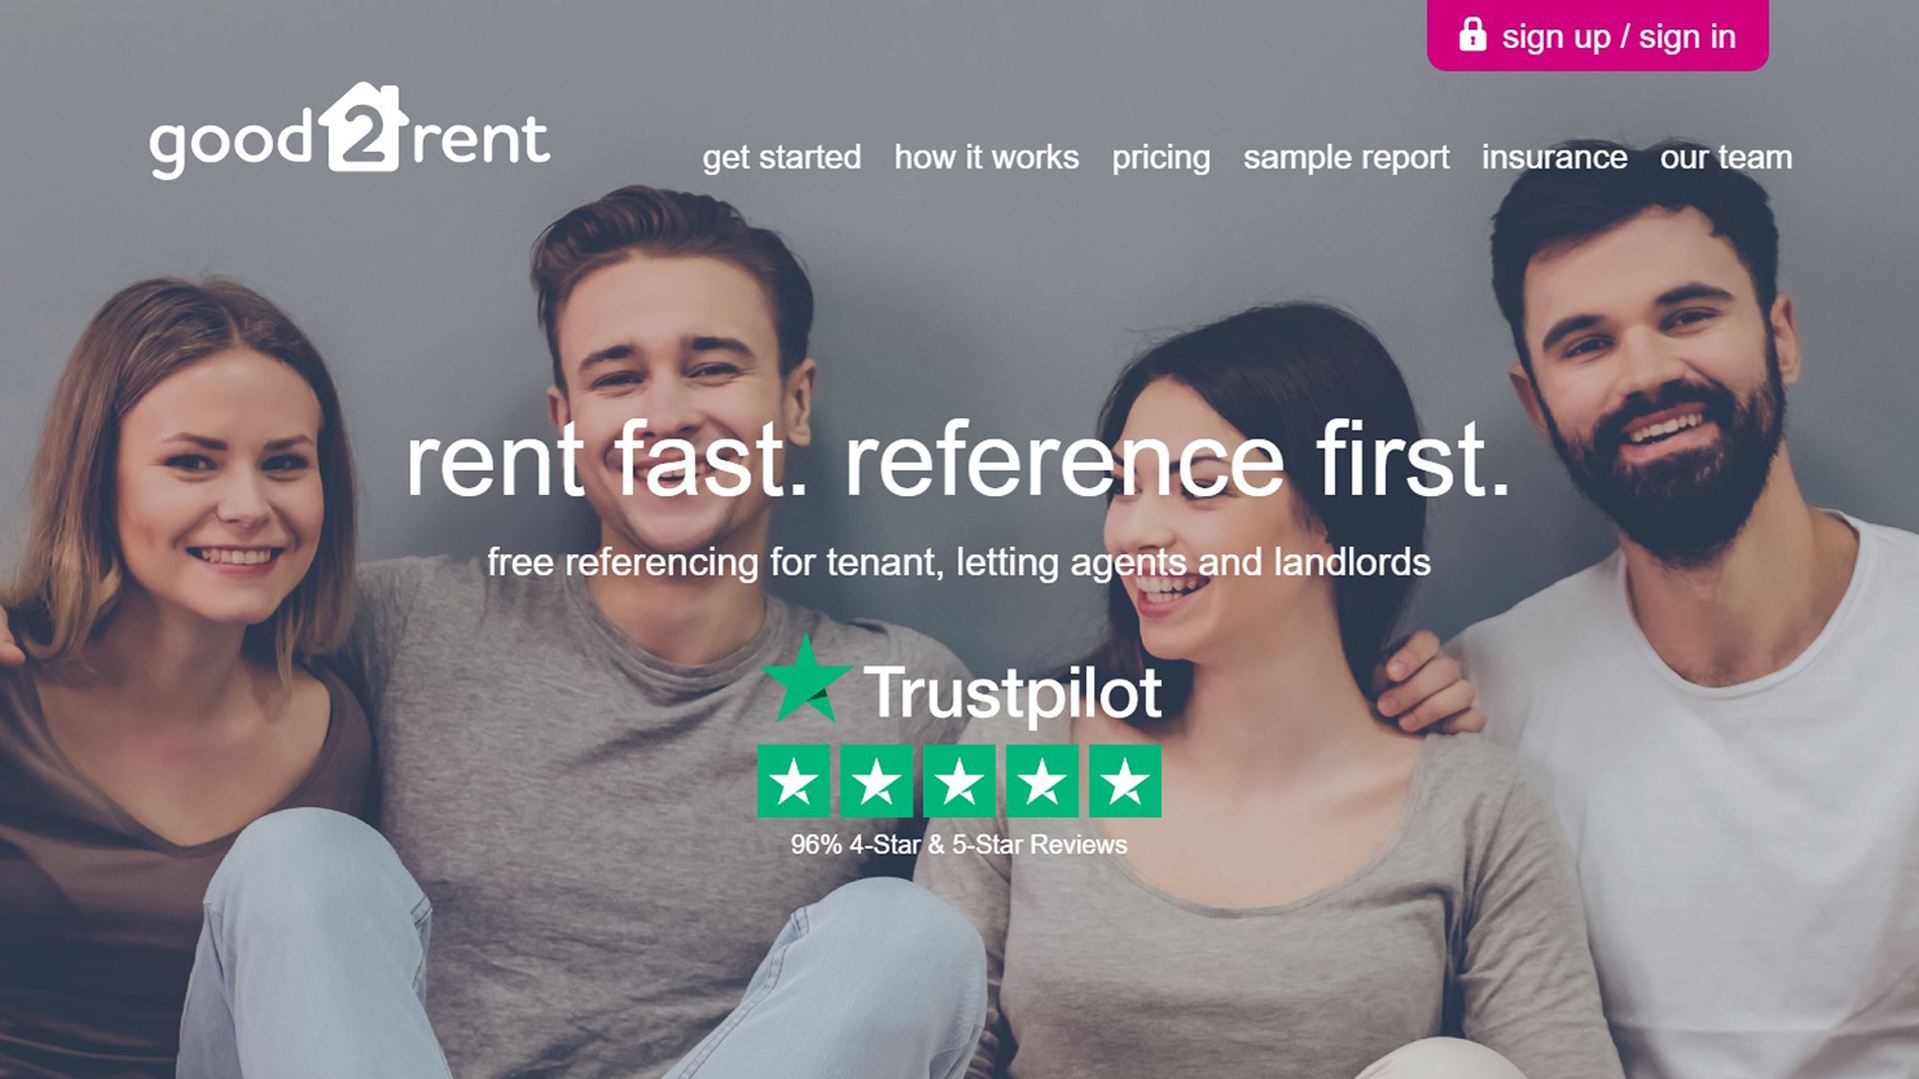 sign up / sign in
good2rent
get started how it works pricing sample report insurance our team
rent fast. reference first.
free referencing for tenant, letting agents and landlords
Trustpilot
96% 4-Star & 5-Star Reviews